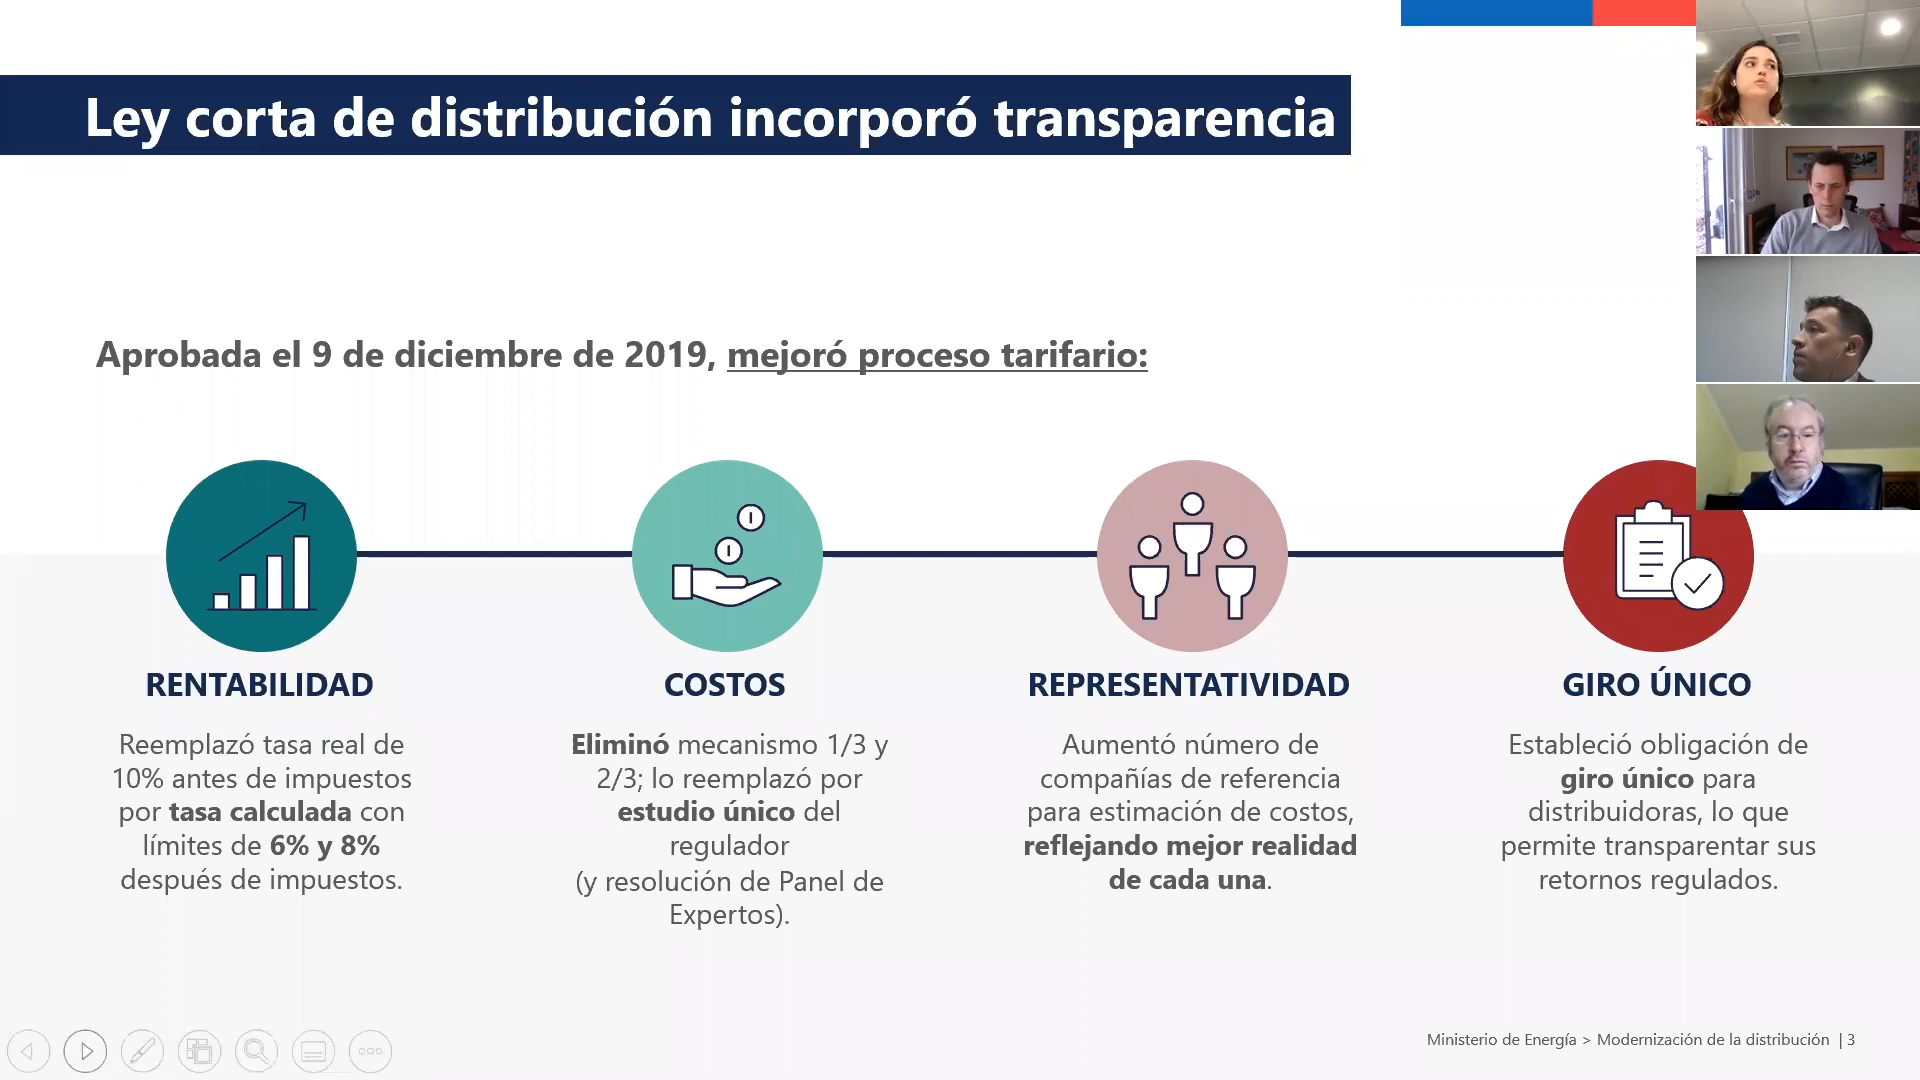 Ley corta de distribución incorporó transparencia
Aprobada el 9 de diciembre de 2019, mejoró proceso tarifario:
RENTABILIDAD
Reemplazó tasa real de
10% antes de impuestos
por tasa calculada con
límites de 6% y 8%
después de impuestos.
COSTOS
Eliminó mecanismo 1/3 y
2/3; lo reemplazó por
estudio único del
regulador
(y resolución de Panel de
Expertos).
REPRESENTATIVIDAD
Aumentó número de
compañías de referencia
para estimación de costos,
reflejando mejor realidad
de cada una.
GIRO ÚNICO
Estableció obligación de
giro único para
distribuidoras, lo que
permite transparentar sus
retornos regulados.
Ministerio de Energía > Modernización de la distribución | 3